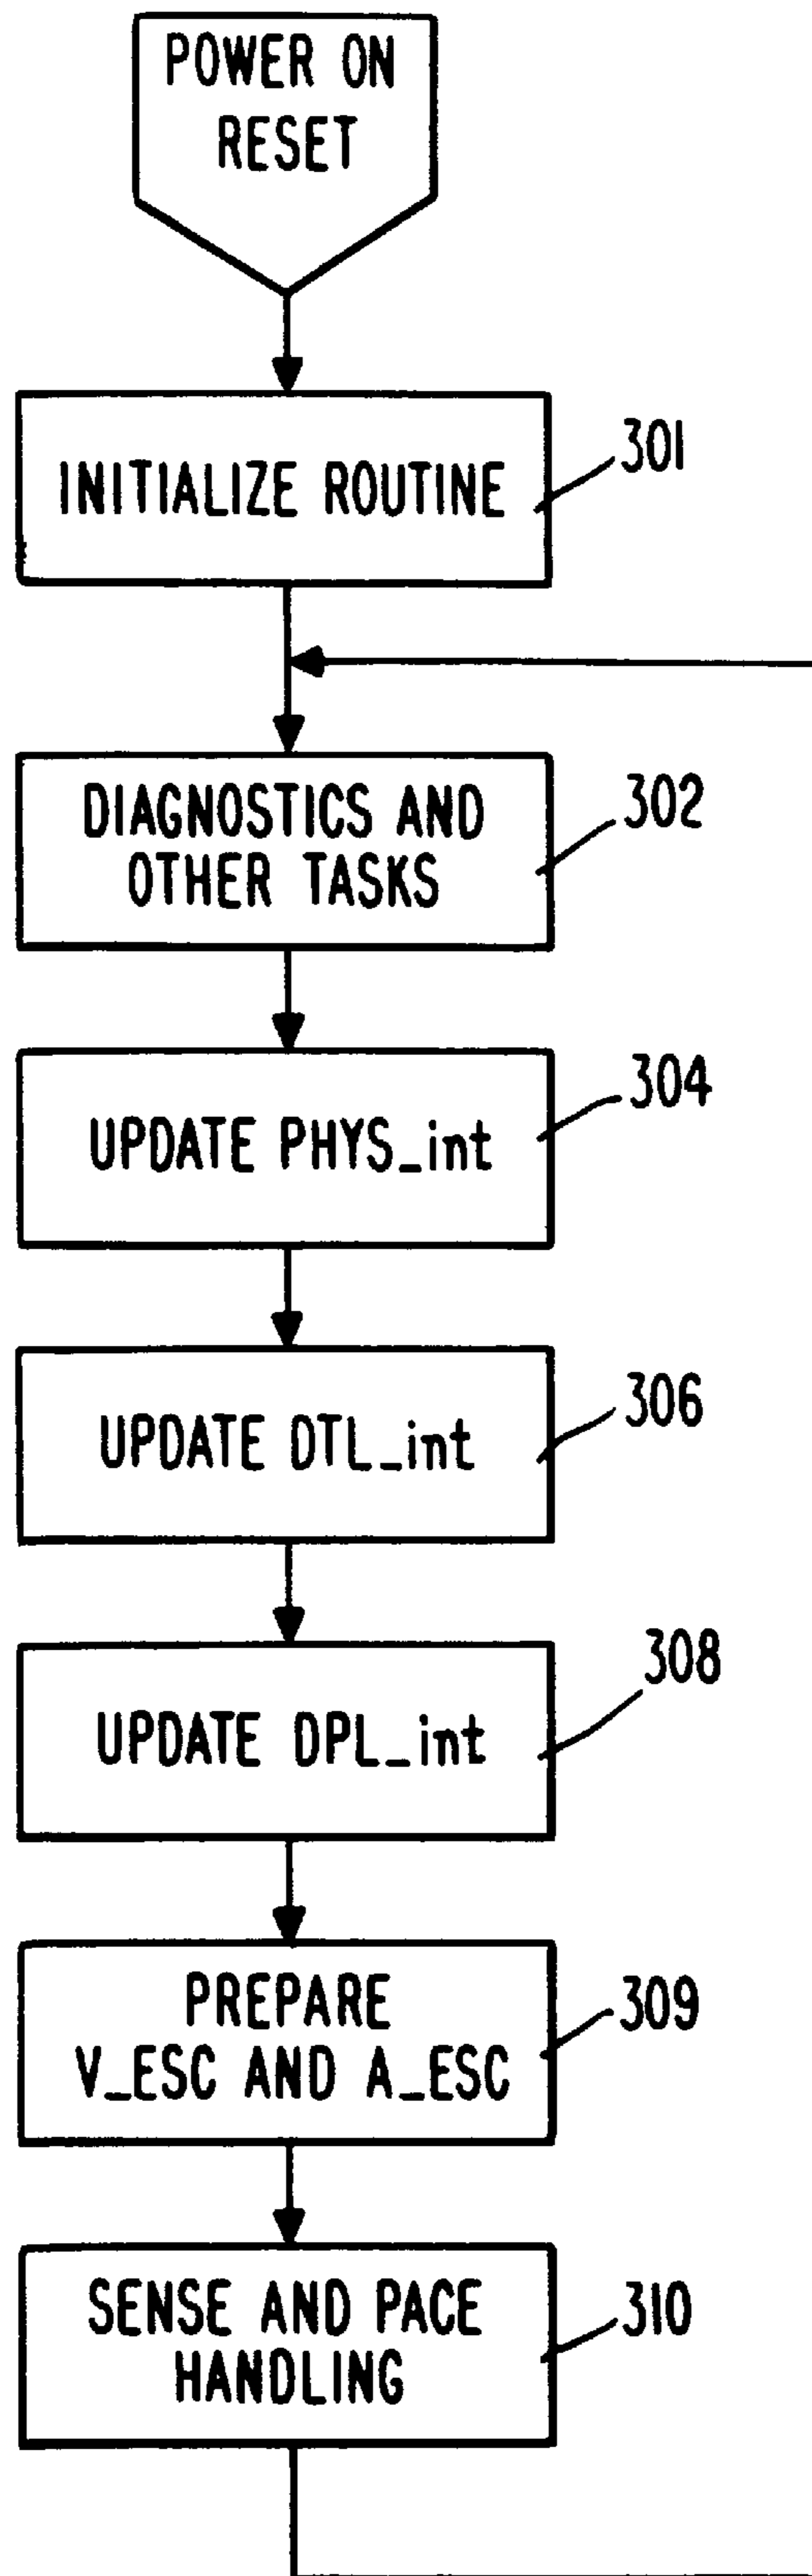 POWER ON
RESET
INITIALIZE ROUTINE
301
DIAGNOSTICS AND
OTHER TASKS
302
UPDATE PHYS_int
304
UPDATE DTL_int
306
UPDATE DPL_int
308
PREPARE
V_ESC AND A_ESC
309
SENSE AND PACE
HANDLING
310